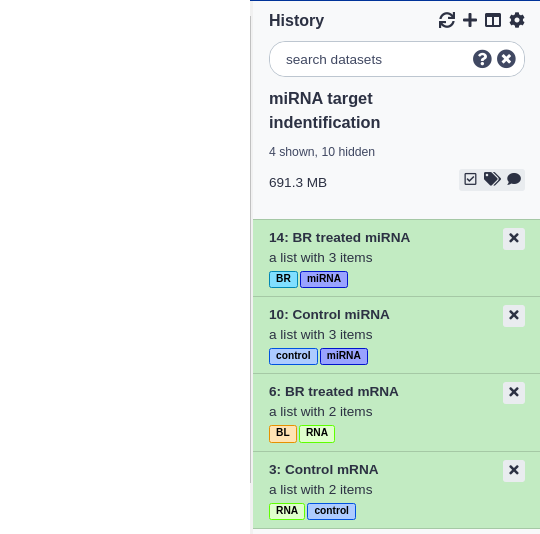 History
search datasets
miRNA target
indentification
4 shown, 10 hidden
691.3 MB
14: BR treated miRNA
a list with 3 items
BR miRNA
10: Control miRNA
a list with 3 items
control miRNA
6: BR treated mRNA
a list with 2 items
BL RNA
3: Control mRNA
a list with 2 items
RNA control